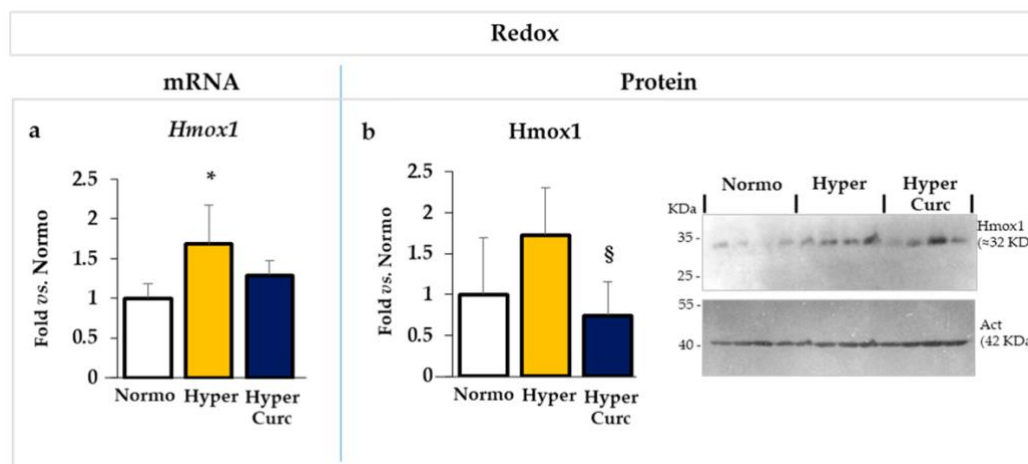 Redox
mRNA
Protein
a
Hmox1
*
Fold vs. Normo
2.5
2
1.5
1
0.5
0
Normo
Hyper
Hyper
Curc
b
Hmox1
§
Fold vs. Normo
2.5
2
1.5
1
0.5
0
Normo
Hyper
Hyper
Curc
Normo
Hyper
Hyper
Curc
KDa
35 -
25 -
Hmox1
(≈32 KD
55 -
40 -
Act
(42 KDa